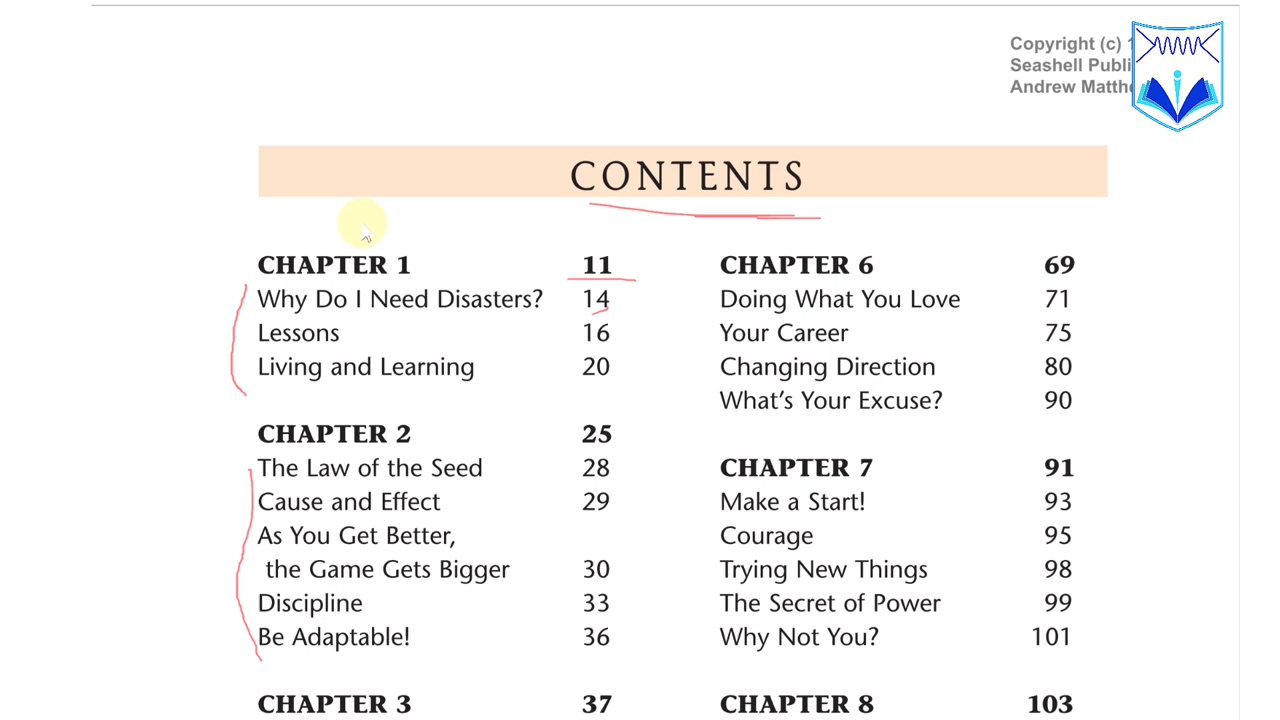 Copyright (c)
Seashell
Andrew
CONTENTS
CHAPTER 1 11
Why Do I Need Disasters? 14
Lessons 16
Living and Learning 20
CHAPTER 2 25
The Law of the Seed 28
Cause and Effect 29
As You Get Better,
the Game Gets Bigger 30
Discipline 33
Be Adaptable! 36
CHAPTER 3 37
CHAPTER 6 69
Doing What You Love 71
Your Career 75
Changing Direction 80
What's Your Excuse? 90
CHAPTER 7 91
Make a Start! 93
Courage 95
Trying New Things 98
The Secret of Power 99
Why Not You? 101
CHAPTER 8 103